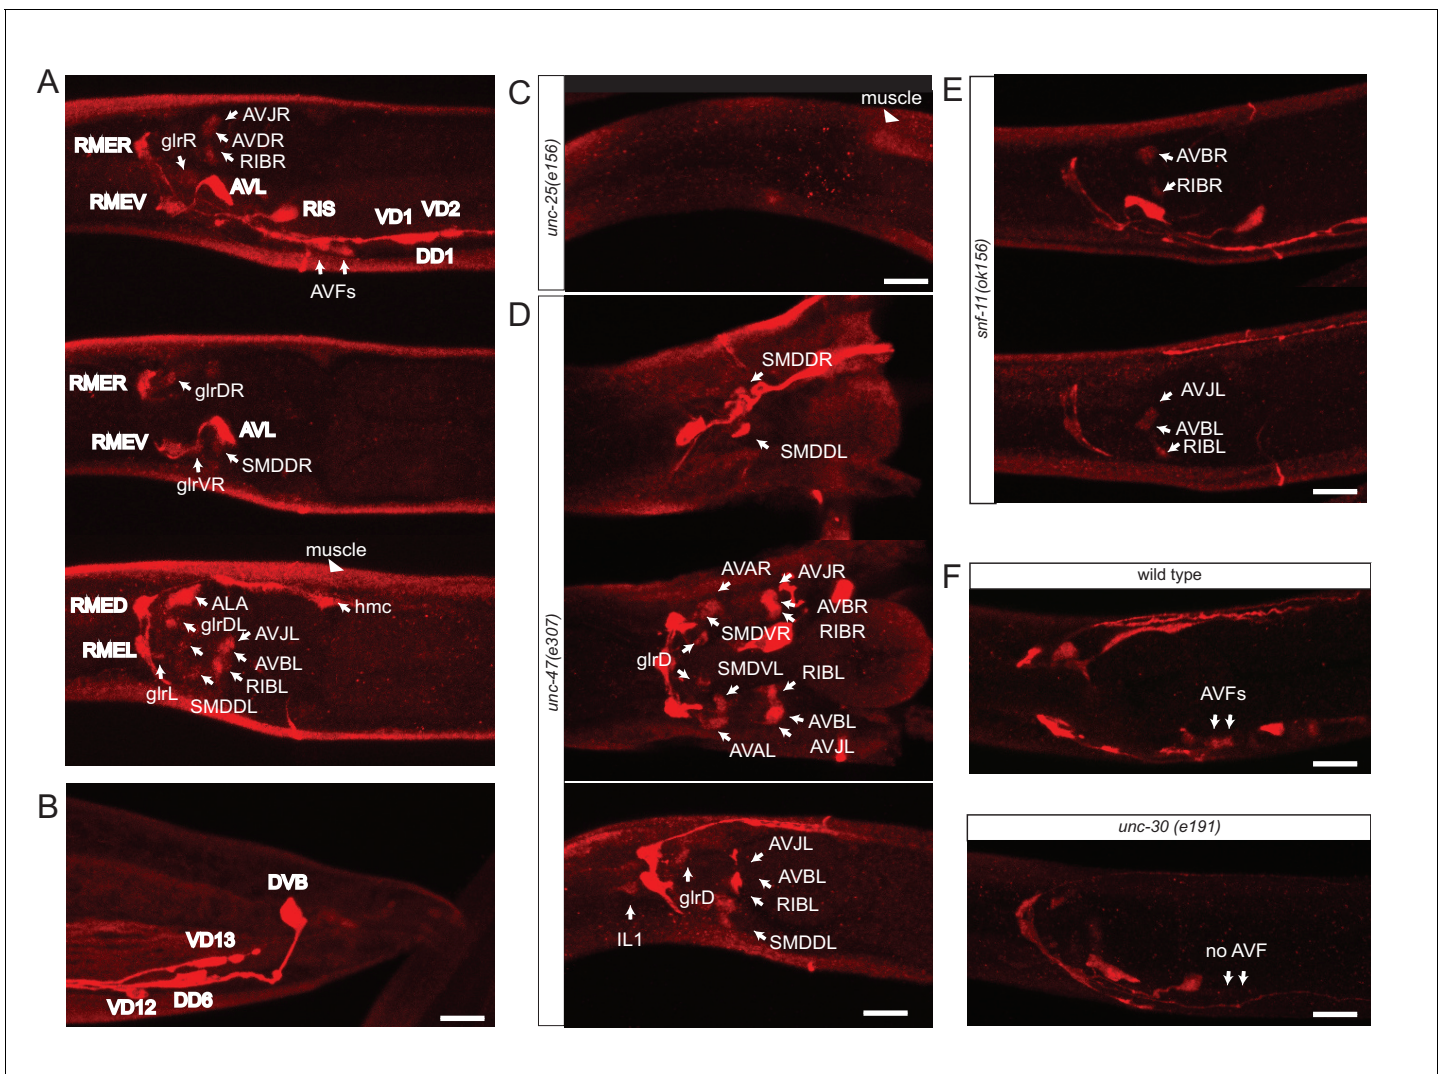 A
AVJR
glrR
AVDR
RMER
RIBR
AVL
RMEV
RIS
VD2
VD1
DD1
AVFs
RMER
glrDR
AVL
RMEV
SMDDR
glrVR
muscle
RMED
ALA
hmc
glrDL
AVJL
RMEL
AVBL
RIBL
glrL
SMDDL
B
DVB
VD13
DD6
VD12
C
unc-25(e156)
muscle
D
unc-47(e307)
SMDDR
SMDDL
AVAR
AVJR
AVBR
SMDVR
RIBR
glrD
SMDVL
RIBL
AVBL
AVAL
AVJL
AVJL
AVBL
glrD
RIBL
IL1
SMDDL
E
snf-11(ok156)
AVBR
RIBR
AVJL
AVBL
RIBL
F
wild type
AVFs
unc-30 (e191)
no AVF